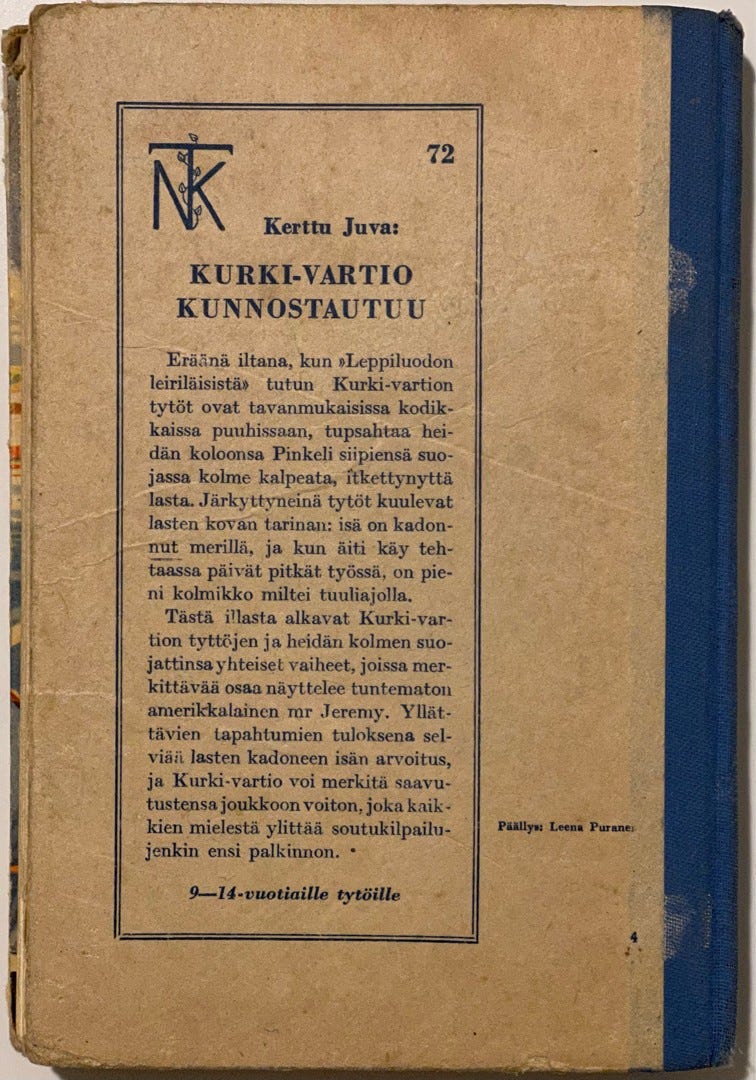 NTK
72
Kerttu Juva:
KURKI-VARTIO
KUNNOSTAUTUU
Eräänä iltana, kun »Leppiluodon
leiriläisistä» tutun Kurki-vartion
tytöt ovat tavanmukaisissa kodik-
kaissa puuhissaan, tupsahtaa hei-
dän koloonsa Pinkeli siipiensä suo-
jassa kolme kalpeata, itkettynyttä
lasta. Järkyttyneinä tytöt kuulevat
lasten kovan tarinan: isä on kadon-
nut merillä, ja kun äiti käy teh-
taassa päivät pitkät työssä, on pie-
ni kolmikko miltei tuuliajolla.
Tästä illasta alkavat Kurki-var-
tion tyttöjen ja heidän kolmen suo-
jattinsa yhteiset vaiheet, joissa mer-
kittävää osaa näyttelee tuntematon
amerikkalainen mr Jeremy. Yllät-
tävien tapahtumien tuloksena sel-
viää lasten kadoneen isän arvoitus,
ja Kurki-vartio voi merkitä saavu-
tustensa joukkoon voiton, joka kaik-
kien mielestä ylittää soutukilpailu-
jenkin ensi palkinnon.
9—14-vuotiaille tytöille
Päällys: Leena Purane
4